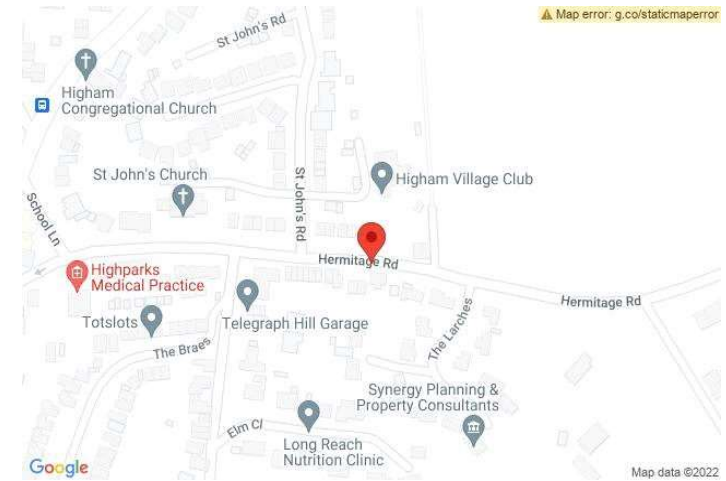 St John's Rd
Map error: g.co/staticmaperror
Higham
Congregational Church
St John's Church
Higham Village Club
St John's Rd
School Ln
Hermitage Rd
Highparks
Medical Practice
Hermitage Rd
Totslots
Telegraph Hill Garage
The Braes
The Larches
Synergy Planning &
Property Consultants
Elm Cl
Long Reach
Nutrition Clinic
Google
Map data ©2022